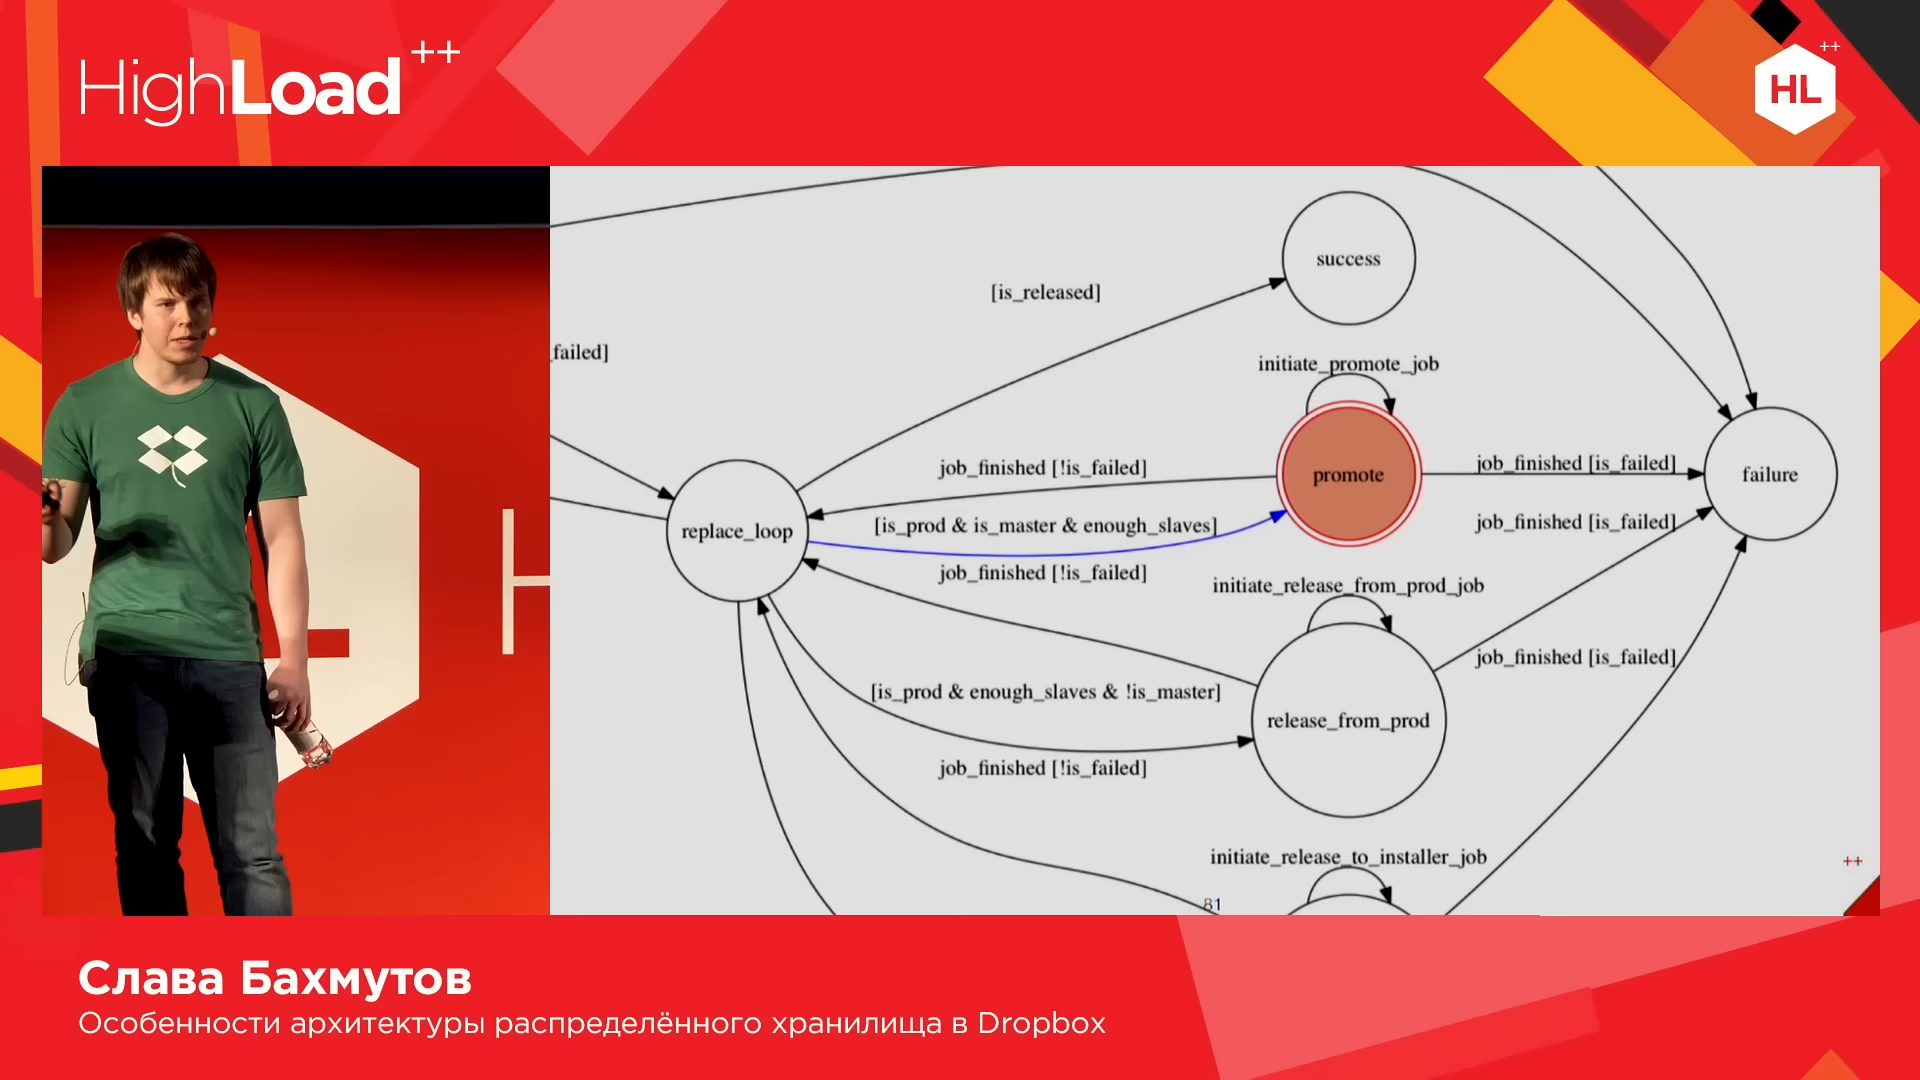 HighLoad++
HL++
success
[is_released]
_failed]
initiate_promote_job
job_finished [!is_failed]
promote
job_finished [is_failed]
failure
replace_loop
[is_prod & is_master & enough_slaves]
job_finished [is_failed]
job_finished [!is_failed]
initiate_release_from_prod_job
job_finished [is_failed]
[is_prod & enough_slaves & !is_master]
release_from_prod
job_finished [!is_failed]
initiate_release_to_installer_job
++
81
H
Слава Бахмутов
Особенности архитектуры распределённого хранилища в Dropbox